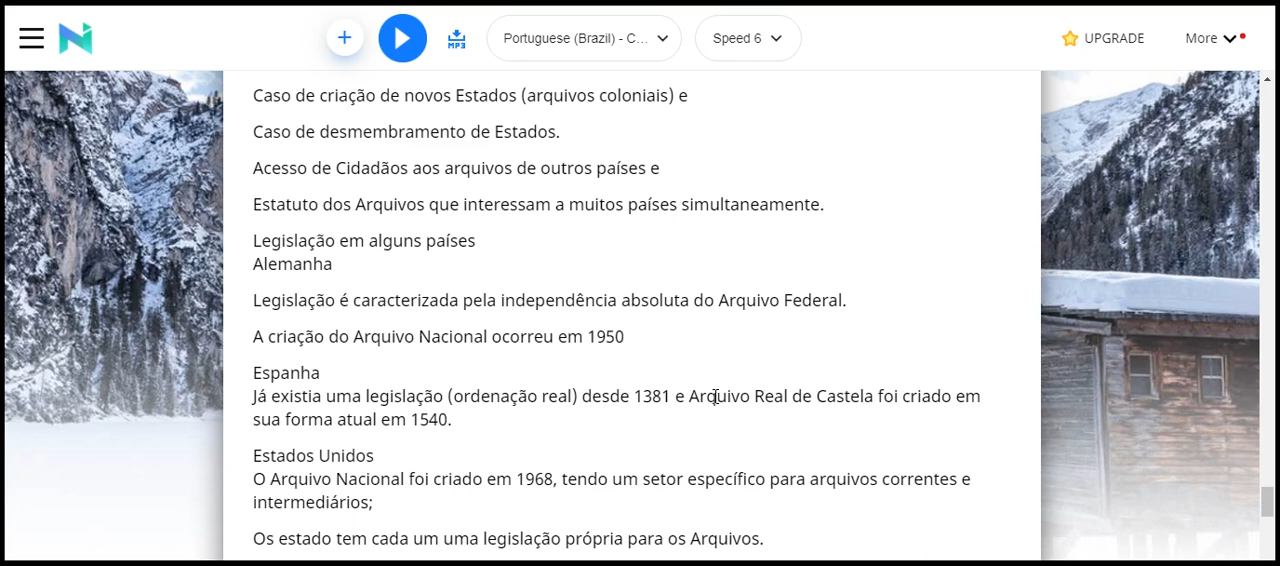 MP3
Portuguese (Brazil) - C...
Speed 6
UPGRADE
More
Caso de criação de novos Estados (arquivos coloniais) e
Caso de desmembramento de Estados.
Acesso de Cidadãos aos arquivos de outros países e
Estatuto dos Arquivos que interessam a muitos países simultaneamente.
Legislação em alguns países
Alemanha
Legislação é caracterizada pela independência absoluta do Arquivo Federal.
A criação do Arquivo Nacional ocorreu em 1950
Espanha
Já existia uma legislação (ordenação real) desde 1381 e Arquivo Real de Castela foi criado em
sua forma atual em 1540.
Estados Unidos
O Arquivo Nacional foi criado em 1968, tendo um setor específico para arquivos correntes e
intermediários;
Os estado tem cada um uma legislação própria para os Arquivos.